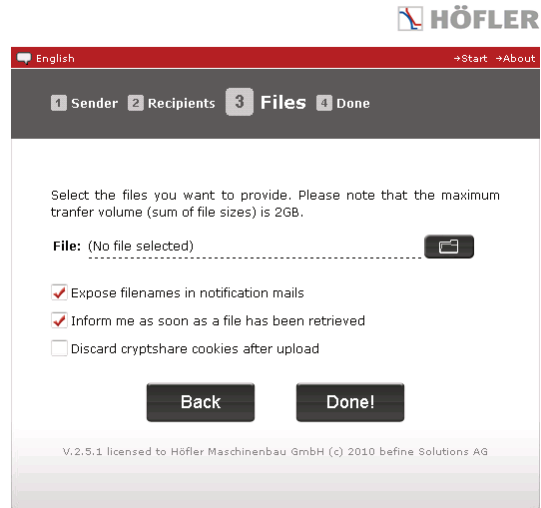 HÖFLER
English →Start →About
1 Sender 2 Recipients 3 Files 4 Done
Select the files you want to provide. Please note that the maximum
tranfer volume (sum of file sizes) is 2GB.
File: (No file selected)
Expose filenames in notification mails
Inform me as soon as a file has been retrieved
Discard cryptshare cookies after upload
Back Done!
V.2.5.1 licensed to Höfler Maschinenbau GmbH (c) 2010 befine Solutions AG